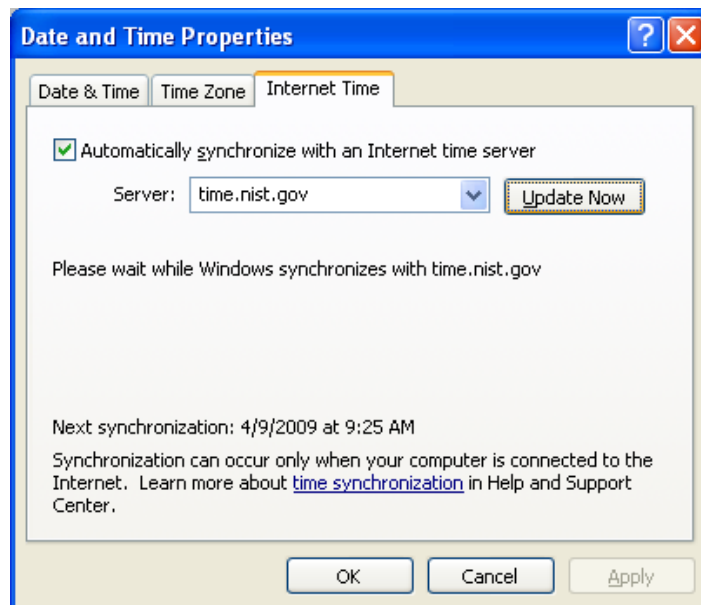 Date and Time Properties
Date & Time Time Zone Internet Time
Automatically synchronize with an Internet time server
Server: time.nist.gov Update Now
Please wait while Windows synchronizes with time.nist.gov
Next synchronization: 4/9/2009 at 9:25 AM
Synchronization can occur only when your computer is connected to the
Internet. Learn more about time synchronization in Help and Support
Center.
OK Cancel Apply